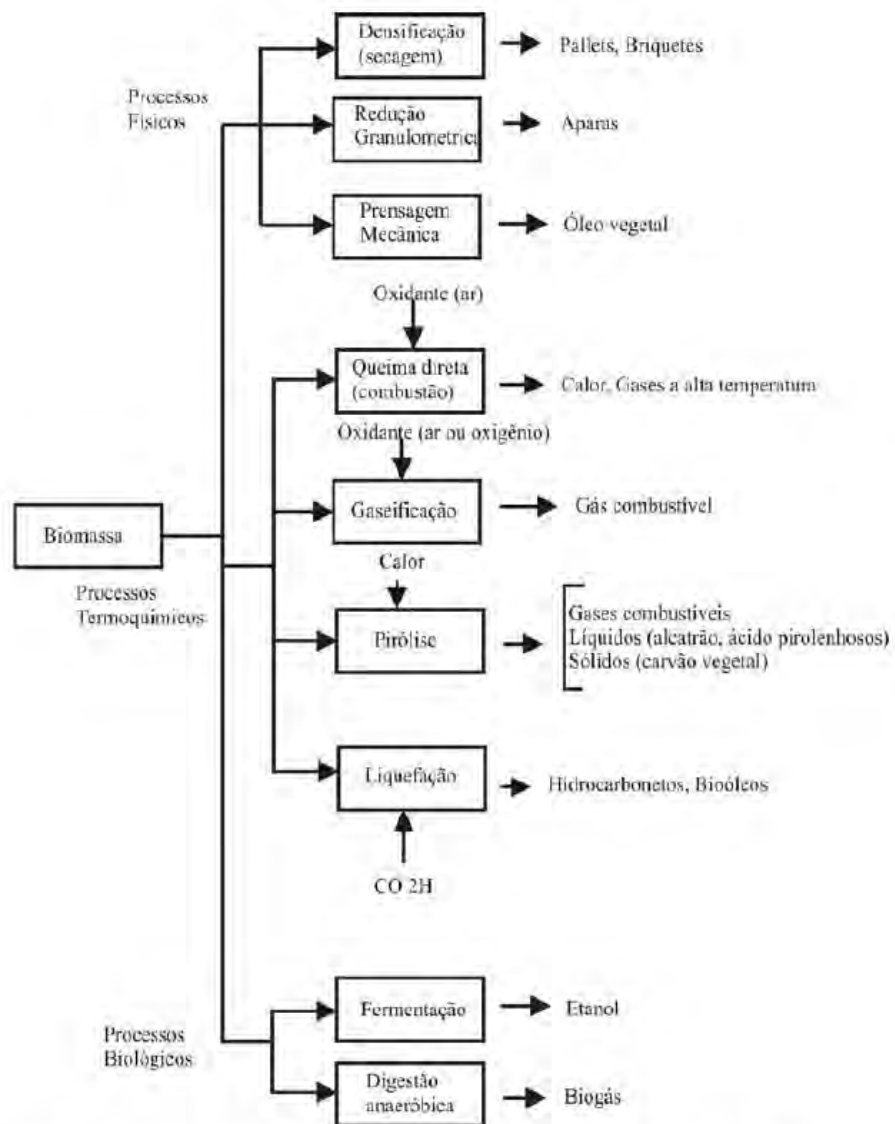 Densificação
(secagem)
Pallets, Briquetes
Processos
Físicos
Redução
Granulometrica
Aparas
Prensagem
Mecânica
Óleo vegetal
Oxidante (ar)
Queima direta
(combustão)
Calor, Gases a alta temperatura
Oxidante (ar ou oxigênio)
Gaseificação
Gás combustível
Biomassa
Calor
Processos
Termoquímicos
Pirólise
Gases combustíveis
Líquidos (alcatrão, ácido pirolenhosos)
Sólidos (carvão vegetal)
Liquefação
Hidrocarbonetos, Bioóleos
CO 2H
Fermentação
Etanol
Processos
Biológicos
Digestão
anaeróbica
Biogás